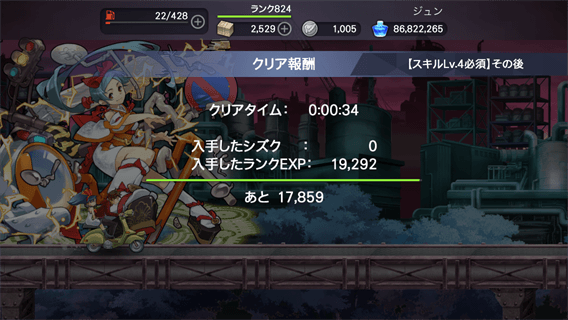 ランク824 ジュン
22/428 2,529 1,005 86,822,265
クリア報酬 【スキルLv.4必須】その後
クリアタイム： 0:00:34
入手したシズク ： 0
入手したランクEXP： 19,292
あと 17,859